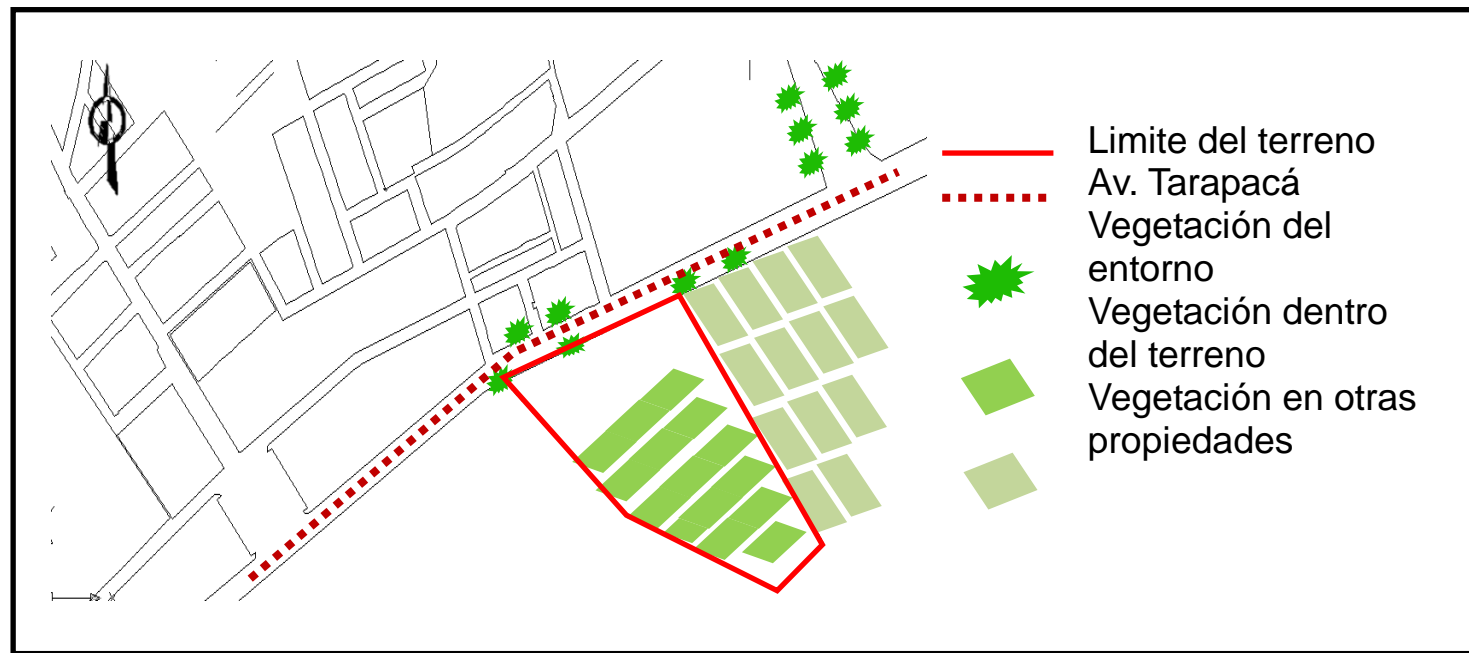 Limite del terreno
Av. Tarapacá
Vegetación del
entorno
Vegetación dentro
del terreno
Vegetación en otras
propiedades